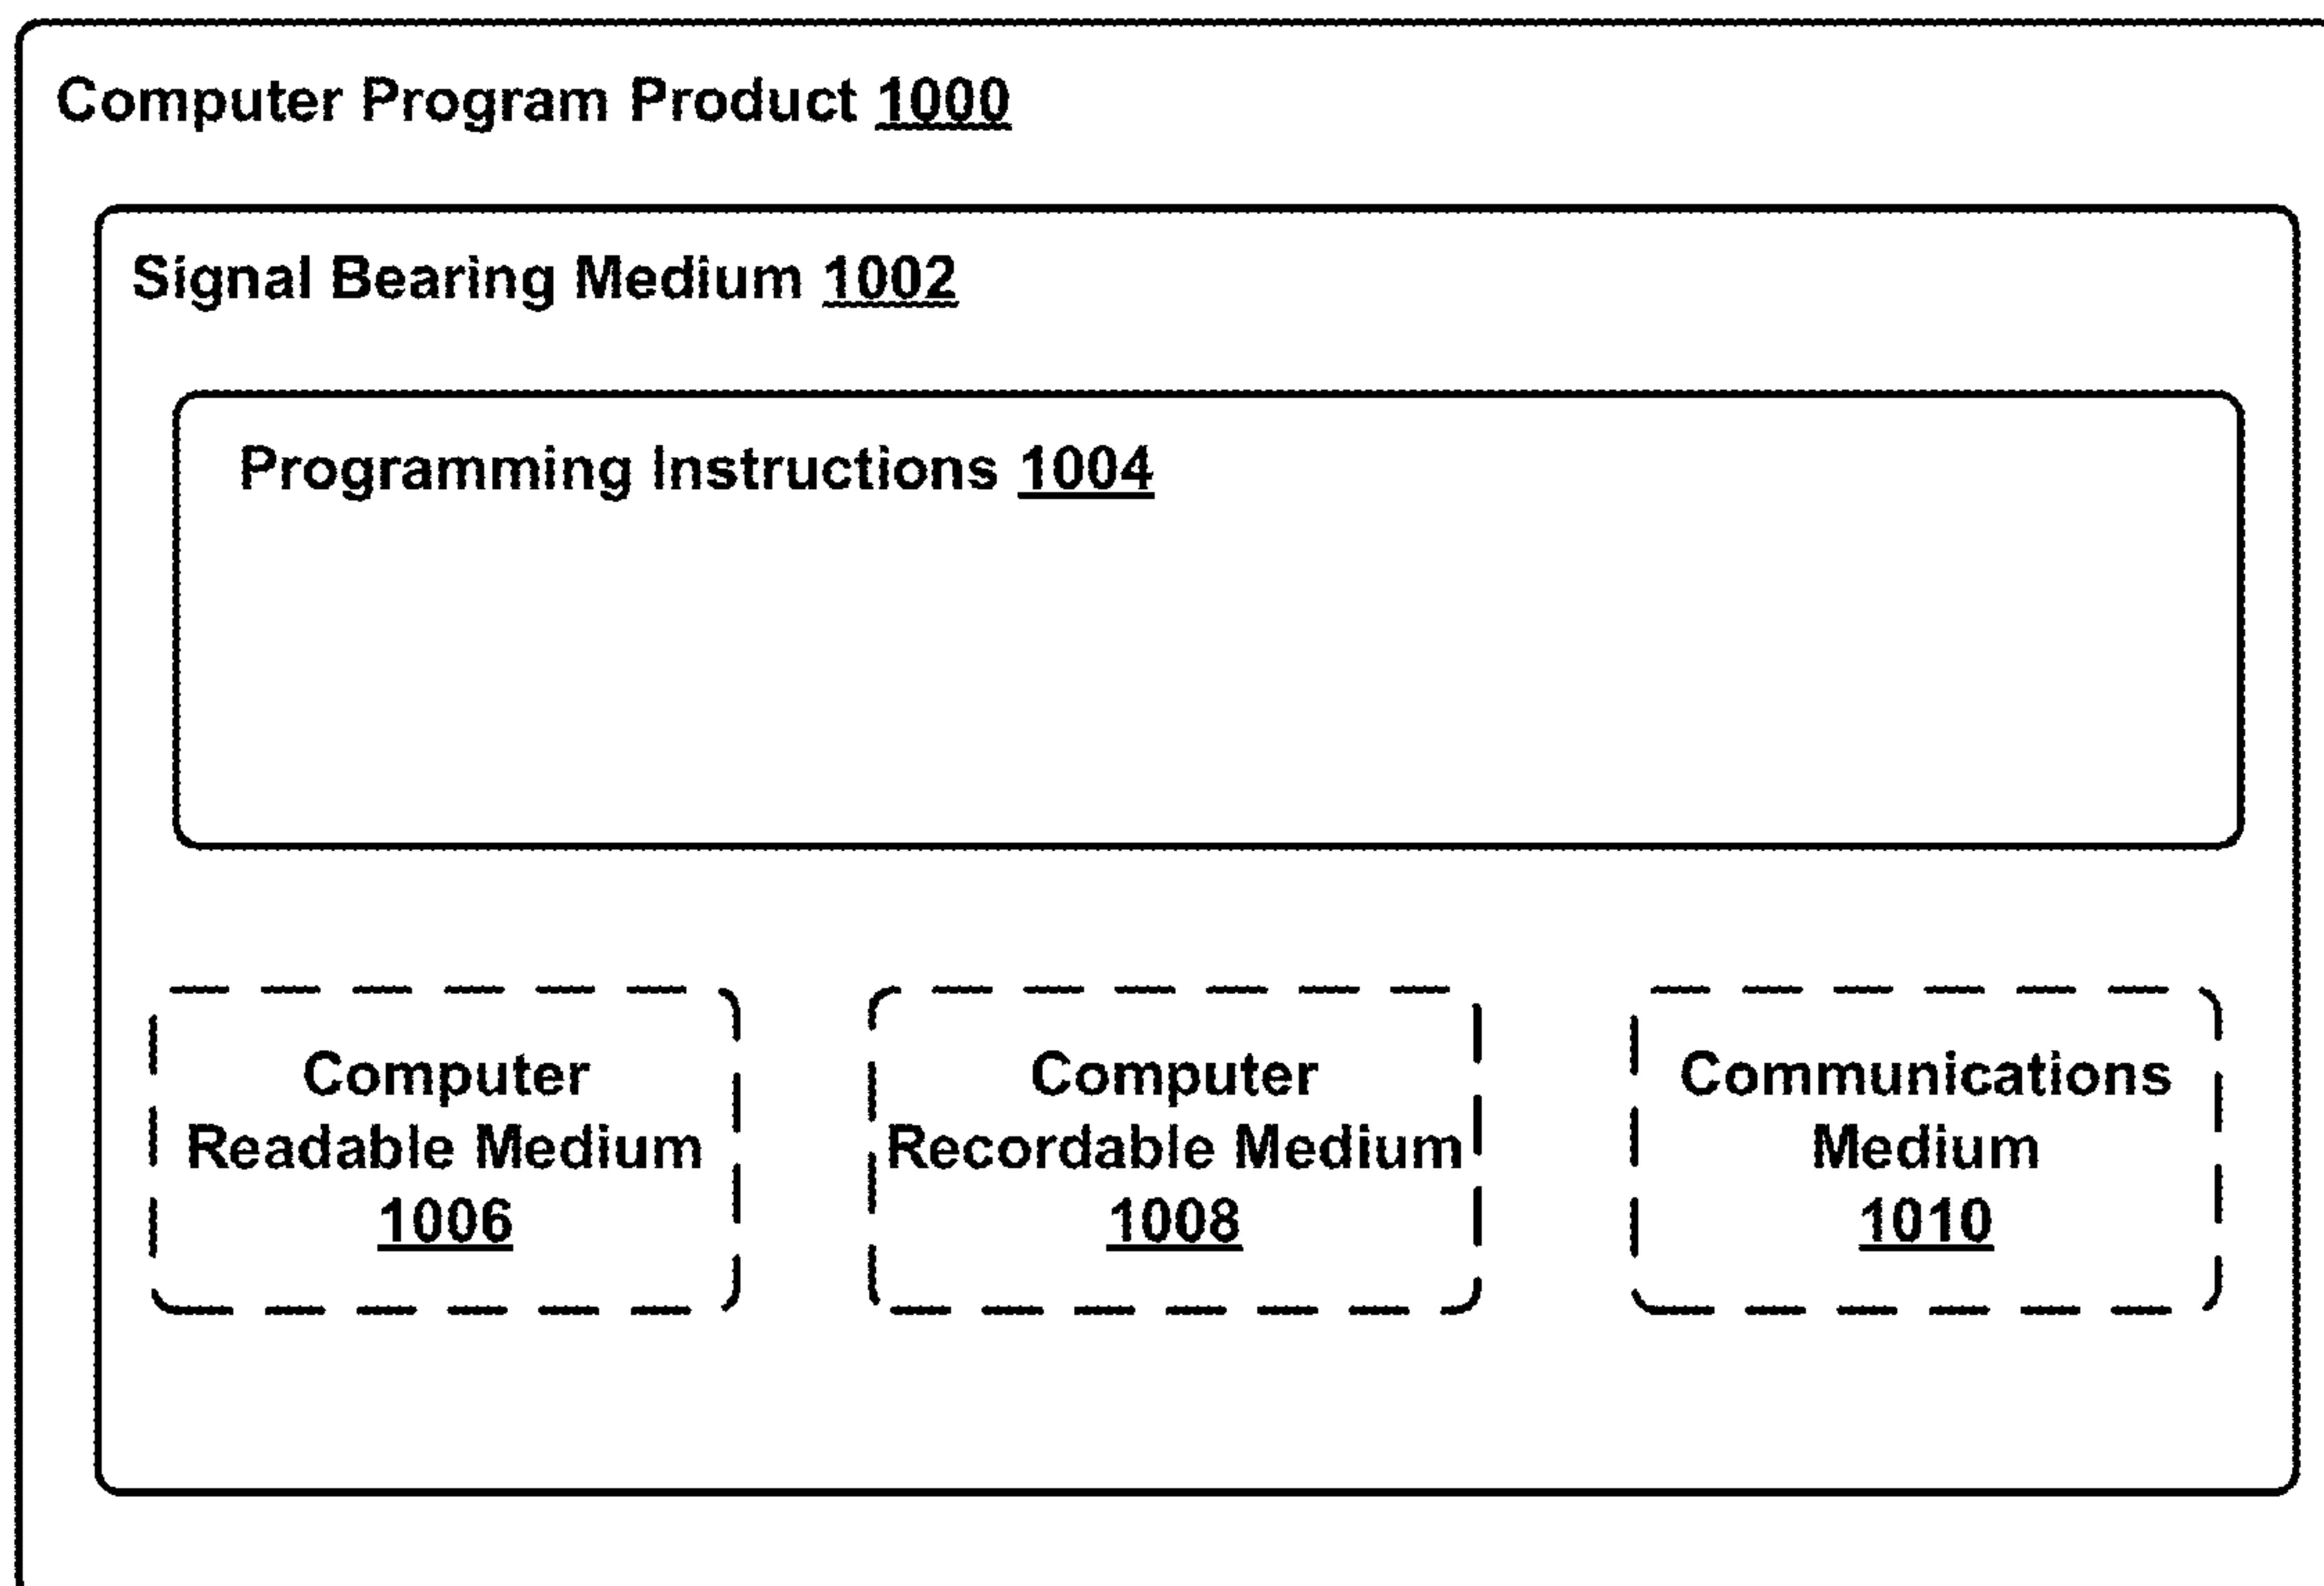 Computer Program Product 1000
Signal Bearing Medium 1002
Programming Instructions 1004
Computer
Readable Medium
1006
Computer
Recordable Medium
1008
Communications
Medium
1010